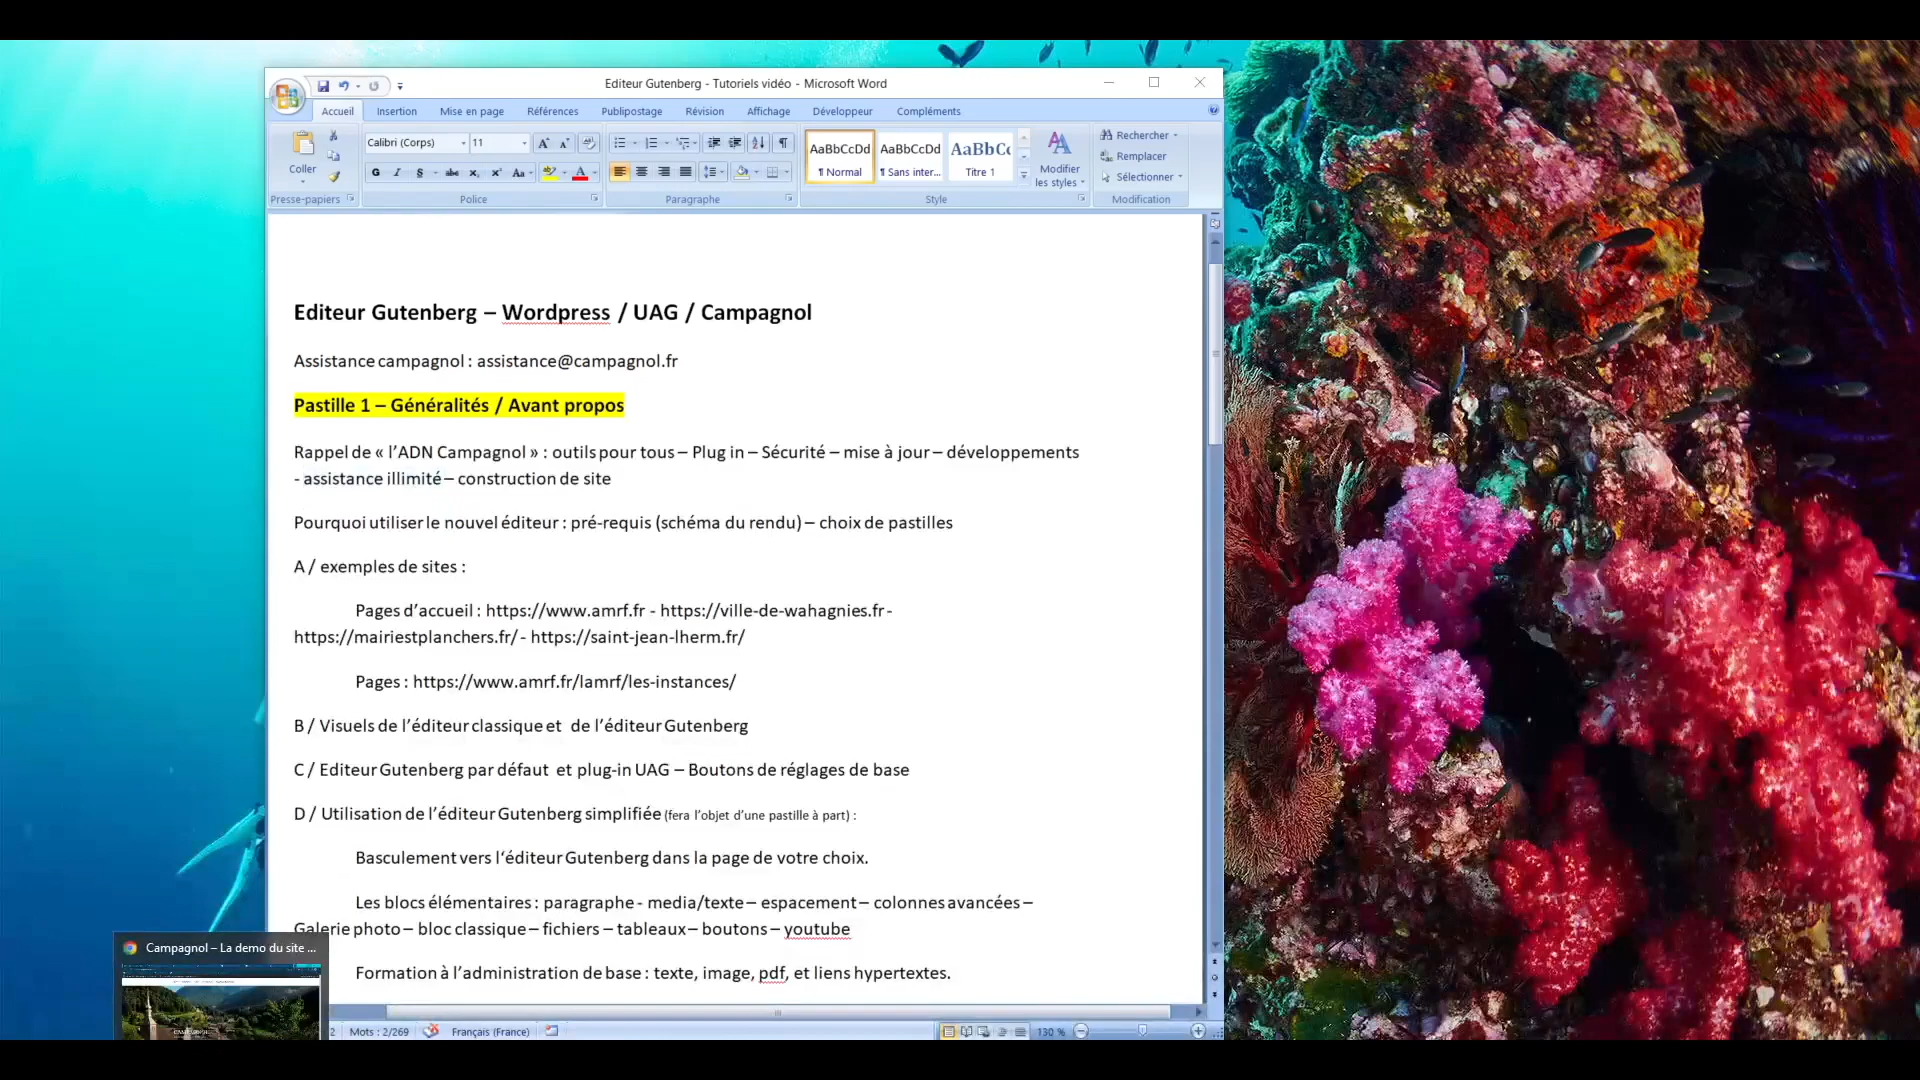 Editeur Gutenberg - Tutoriels vidéo - Microsoft Word
Accueil Insertion Mise en page Références Publipostage Révision Affichage Développeur Compléments
Coller
Presse-papiers
Calibri (Corps) 11
Police
Paragraphe
AaBbCcDd AaBbCcDd AaBbCc
¶ Normal ¶ Sans inter... Titre 1
Style
Modifier
les styles
Rechercher
Remplacer
Sélectionner
Modification
Editeur Gutenberg – Wordpress / UAG / Campagnol
Assistance campagnol : assistance@campagnol.fr
Pastille 1 – Généralités / Avant propos
Rappel de « l’ADN Campagnol » : outils pour tous – Plug in – Sécurité – mise à jour – développements
- assistance illimité – construction de site
Pourquoi utiliser le nouvel éditeur : pré-requis (schéma du rendu) – choix de pastilles
A / exemples de sites :
Pages d’accueil : https://www.amrf.fr - https://ville-de-wahagnies.fr -
https://mairiestplanchers.fr/ - https://saint-jean-lherm.fr/
Pages : https://www.amrf.fr/lamrf/les-instances/
B / Visuels de l’éditeur classique et de l’éditeur Gutenberg
C / Editeur Gutenberg par défaut et plug-in UAG – Boutons de réglages de base
D / Utilisation de l’éditeur Gutenberg simplifiée (fera l’objet d’une pastille à part) :
Basculement vers l‘éditeur Gutenberg dans la page de votre choix.
Les blocs élémentaires : paragraphe - media/texte – espacement – colonnes avancées –
Galerie photo – bloc classique – fichiers – tableaux – boutons – youtube
Formation à l’administration de base : texte, image, pdf, et liens hypertextes.
Campagnol – La demo du site ...
2 Mots : 2/269 Français (France) 130 %